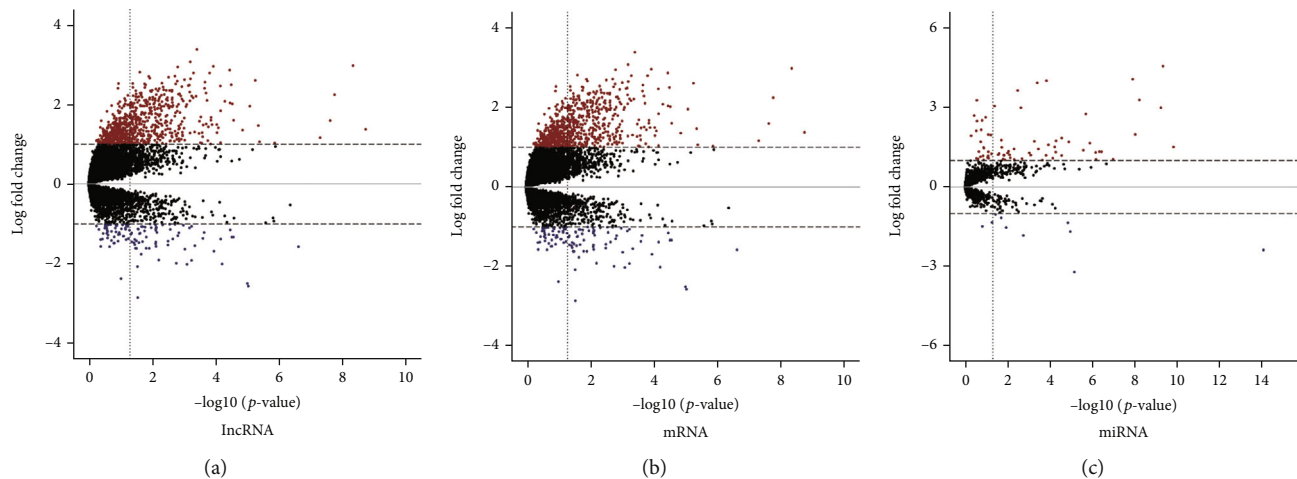 4
2
0
−2
−4
Log fold change
0 2 4 6 8 10
−log10 (p-value)
IncRNA
(a)
4
2
0
−2
−4
Log fold change
0 2 4 6 8 10
−log10 (p-value)
mRNA
(b)
6
3
0
−3
−6
Log fold change
0 2 4 6 8 10 12 14
−log10 (p-value)
miRNA
(c)